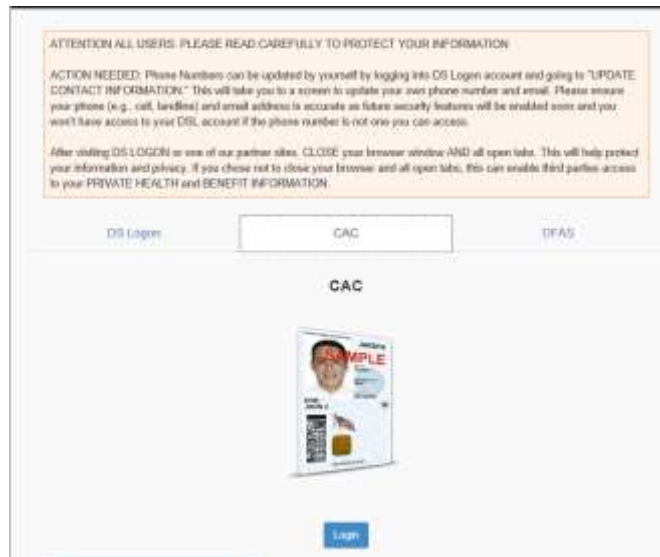 ATTENTION ALL USERS: PLEASE READ CAREFULLY TO PROTECT YOUR INFORMATION
ACTION NEEDED: Phone Numbers can be updated by yourself by logging into DS Logon account and going to "UPDATE
CONTACT INFORMATION." This will take you to a screen to update your own phone number and email. Please ensure
your phone (e.g., cell, landline) and email address is accurate as future security features will be enabled soon and you
won't have access to your DSL account if the phone number is not one you can access.
After visiting DS LOGON or one of our partner sites, CLOSE your browser window AND all open tabs. This will help protect
your information and privacy. If you chose not to close your browser and all open tabs, this can enable third parties access
to your PRIVATE HEALTH and BENEFIT INFORMATION.
DS Logon
CAC
DFAS
CAC
SAMPLE
Login